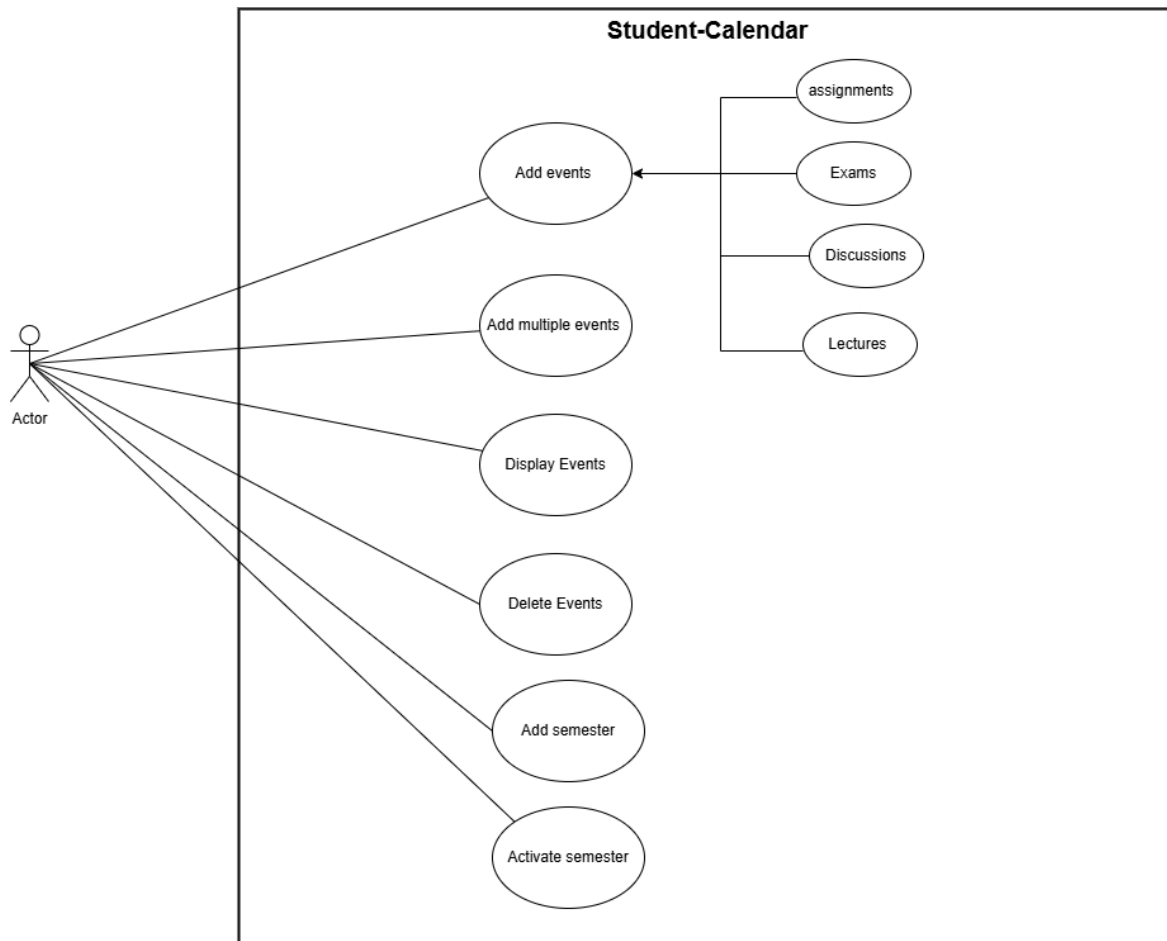 Student-Calendar
assignments
Add events
Exams
Discussions
Add multiple events
Lectures
Actor
Display Events
Delete Events
Add semester
Activate semester